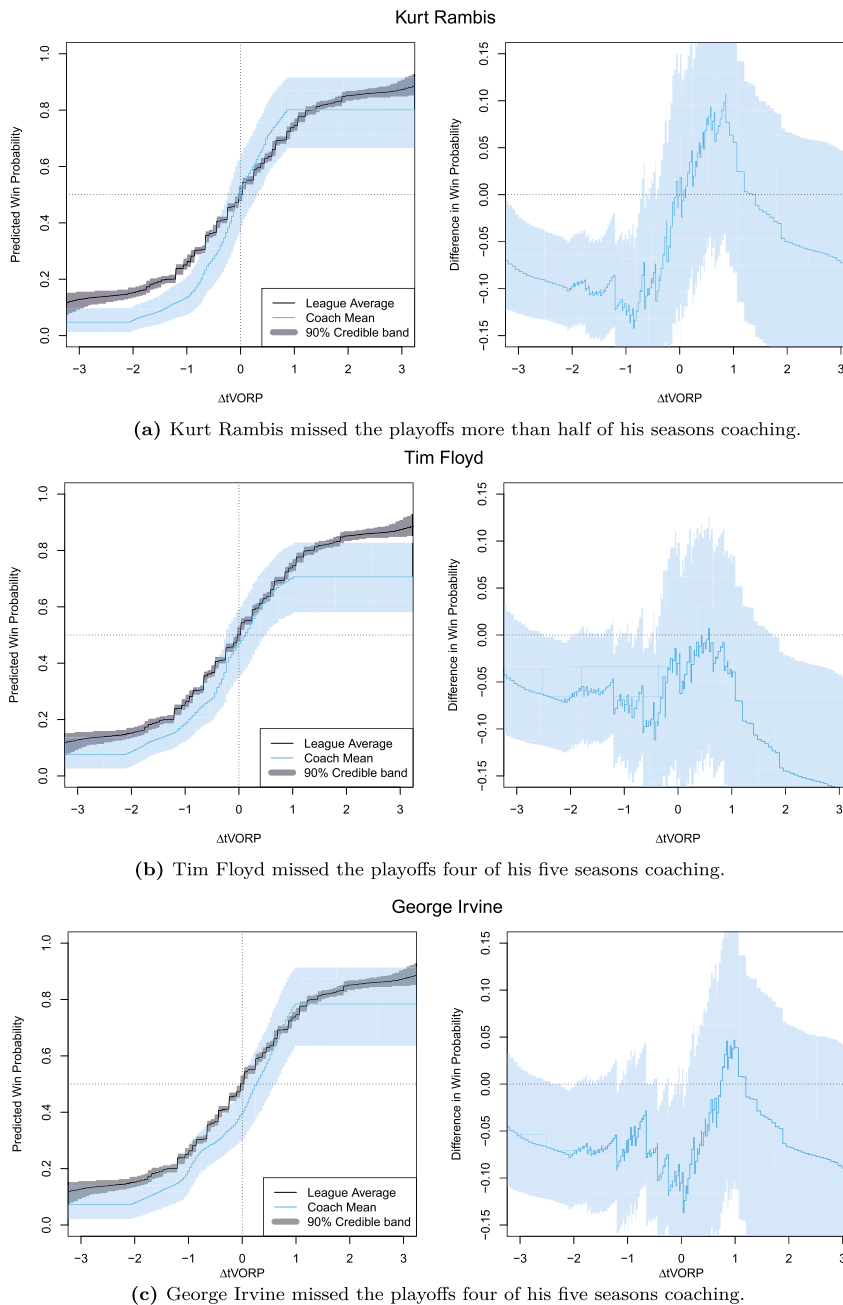 Kurt Rambis
Predicted Win Probability
1.0
0.8
0.6
0.4
0.2
0.0
−3 −2 −1 0 1 2 3
ΔtVORP
League Average
Coach Mean
90% Credible band
Difference in Win Probability
0.15
0.10
0.05
0.00
−0.05
−0.10
−0.15
−3 −2 −1 0 1 2 3
ΔtVORP
(a) Kurt Rambis missed the playoffs more than half of his seasons coaching.
Tim Floyd
Predicted Win Probability
1.0
0.8
0.6
0.4
0.2
0.0
−3 −2 −1 0 1 2 3
ΔtVORP
League Average
Coach Mean
90% Credible band
Difference in Win Probability
0.15
0.10
0.05
0.00
−0.05
−0.10
−0.15
−3 −2 −1 0 1 2 3
ΔtVORP
(b) Tim Floyd missed the playoffs four of his five seasons coaching.
George Irvine
Predicted Win Probability
1.0
0.8
0.6
0.4
0.2
0.0
−3 −2 −1 0 1 2 3
ΔtVORP
League Average
Coach Mean
90% Credible band
Difference in Win Probability
0.15
0.10
0.05
0.00
−0.05
−0.10
−0.15
−3 −2 −1 0 1 2 3
ΔtVORP
(c) George Irvine missed the playoffs four of his five seasons coaching.